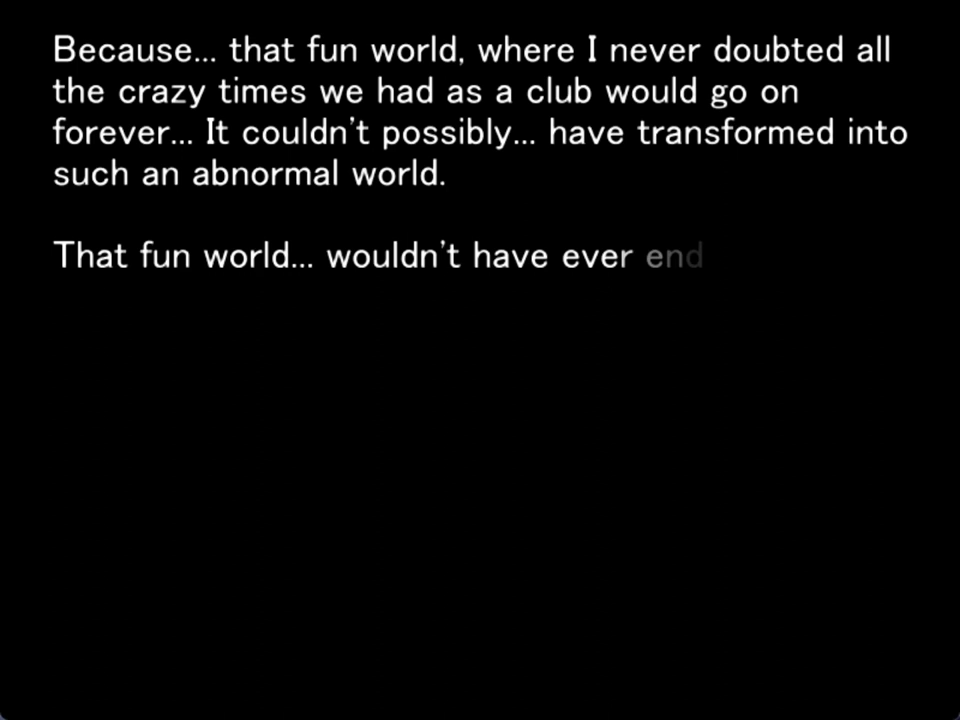 Because... that fun world, where I never doubted all
the crazy times we had as a club would go on
forever... It couldn't possibly... have transformed into
such an abnormal world.
That fun world... wouldn't have ever end